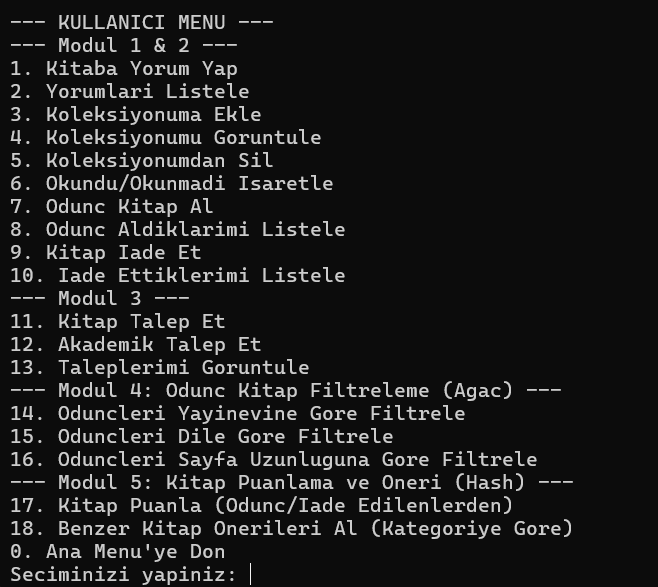 --- KULLANICI MENU ---
--- Modul 1 & 2 ---
1. Kitaba Yorum Yap
2. Yorumlari Listele
3. Koleksiyonuma Ekle
4. Koleksiyonumu Goruntule
5. Koleksiyonumdan Sil
6. Okundu/Okunmadi Isaretle
7. Odunc Kitap Al
8. Odunc Aldiklarimi Listele
9. Kitap Iade Et
10. Iade Ettiklerimi Listele
--- Modul 3 ---
11. Kitap Talep Et
12. Akademik Talep Et
13. Taleplerimi Goruntule
--- Modul 4: Odunc Kitap Filtreleme (Agac) ---
14. Oduncleri Yayinevine Gore Filtrele
15. Oduncleri Dile Gore Filtrele
16. Oduncleri Sayfa Uzunluguna Gore Filtrele
--- Modul 5: Kitap Puanlama ve Oneri (Hash) ---
17. Kitap Puanla (Odunc/Iade Edilenlerden)
18. Benzer Kitap Onerileri Al (Kategoriye Gore)
0. Ana Menu'ye Don
Seciminizi yapiniz: